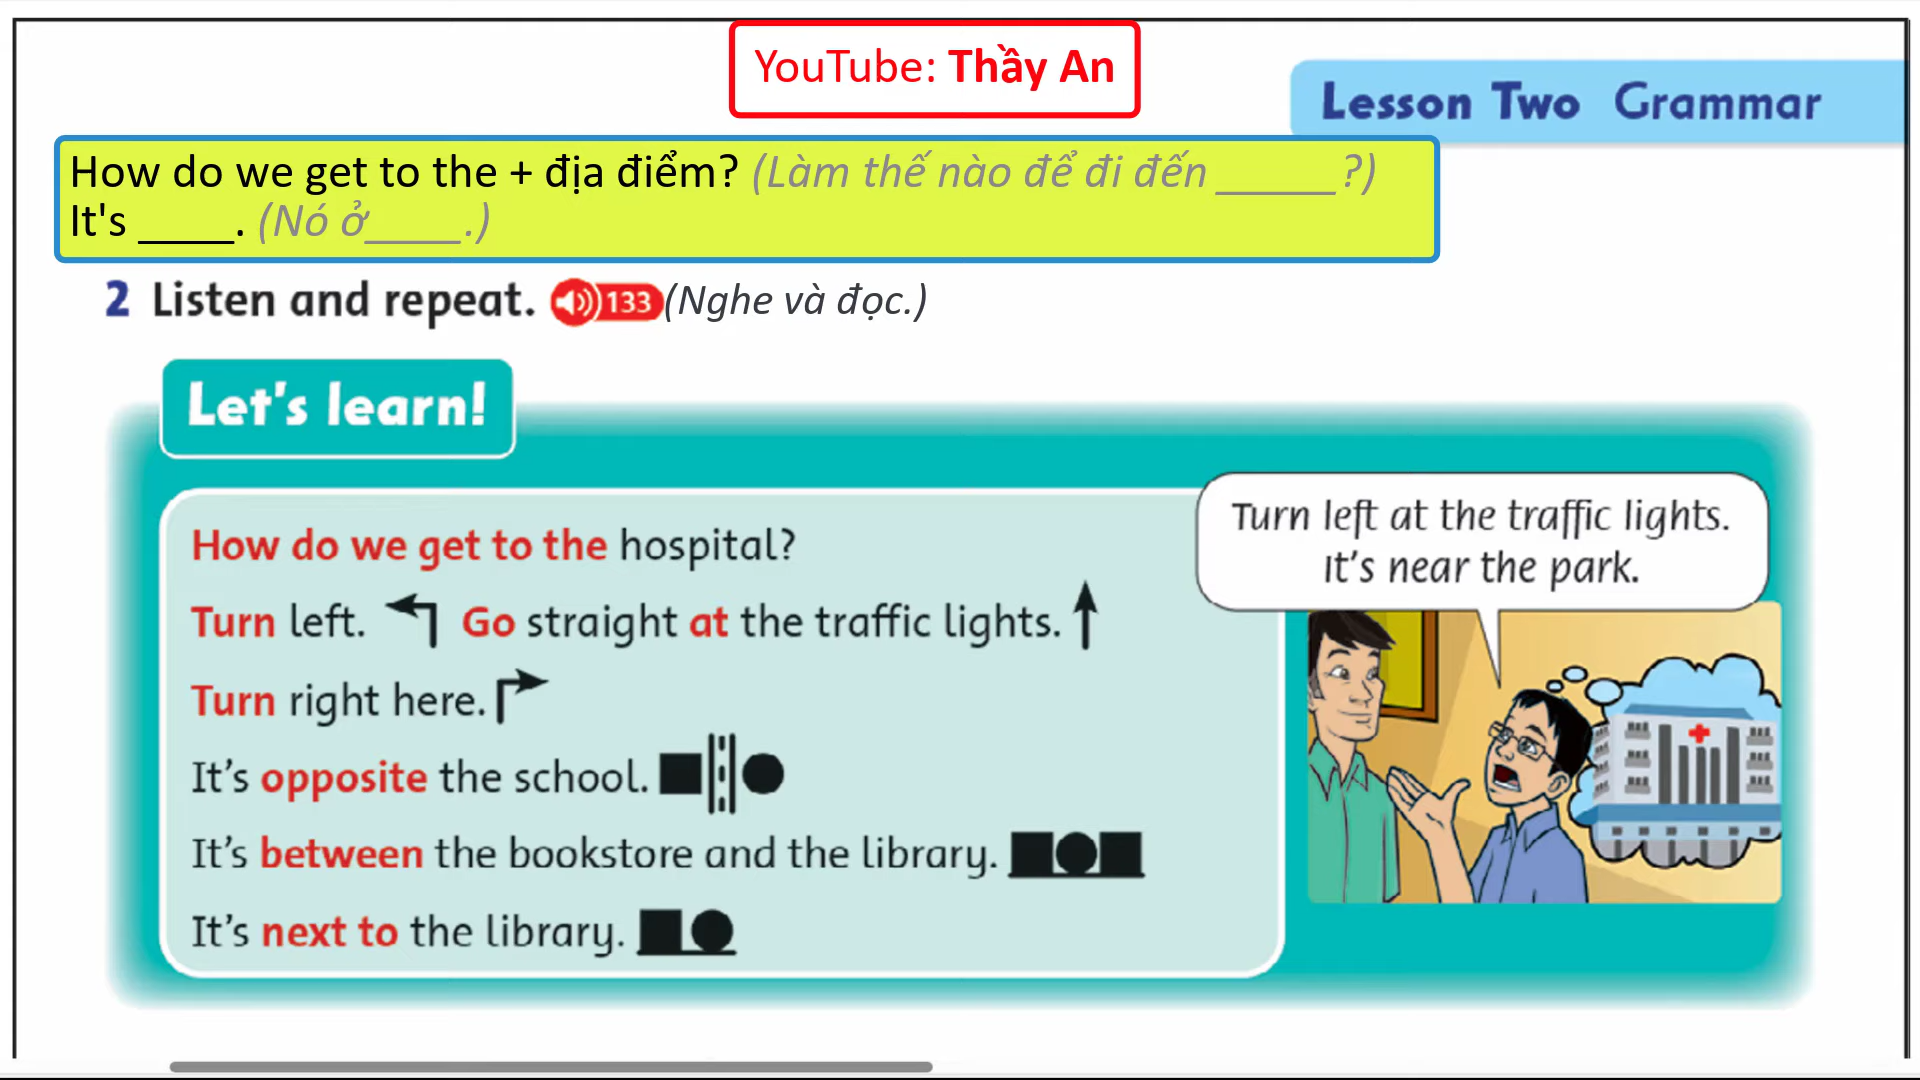 YouTube: Thầy An
Lesson Two Grammar
How do we get to the + địa điểm? (Làm thế nào để đi đến _____?)
It's ____. (Nó ở____.)
2 Listen and repeat. 133 (Nghe và đọc.)
Let's learn!
How do we get to the hospital?
Turn left. Go straight at the traffic lights.
Turn right here.
It's opposite the school.
It's between the bookstore and the library.
It's next to the library.
Turn left at the traffic lights.
It's near the park.